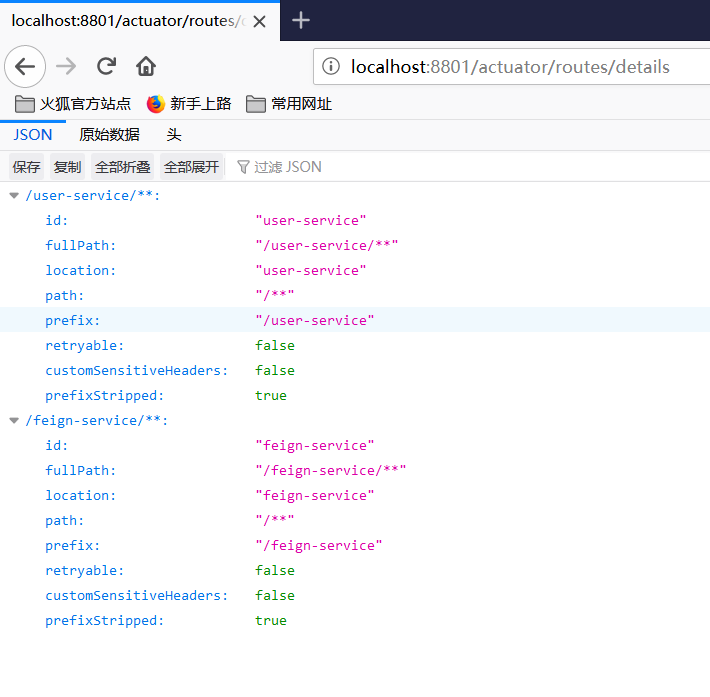 localhost:8801/actuator/routes/
localhost:8801/actuator/routes/details
火狐官方站点 新手上路 常用网址
JSON 原始数据 头
保存 复制 全部折叠 全部展开 过滤 JSON
/user-service/**:
id: "user-service"
fullPath: "/user-service/**"
location: "user-service"
path: "/**"
prefix: "/user-service"
retryable: false
customSensitiveHeaders: false
prefixStripped: true
/feign-service/**:
id: "feign-service"
fullPath: "/feign-service/**"
location: "feign-service"
path: "/**"
prefix: "/feign-service"
retryable: false
customSensitiveHeaders: false
prefixStripped: true